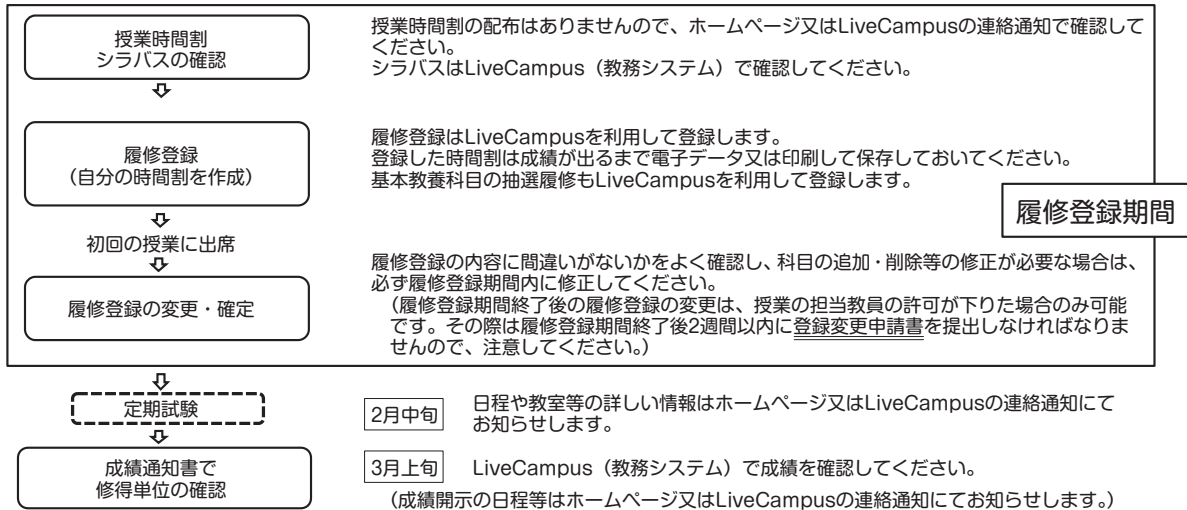 授業時間割
シラバスの確認
授業時間割の配布はありませんので、ホームページ又はLiveCampusの連絡通知で確認して
ください。
シラバスはLiveCampus（教務システム）で確認してください。
履修登録
（自分の時間割を作成）
履修登録はLiveCampusを利用して登録します。
登録した時間割は成績が出るまで電子データ又は印刷して保存しておいてください。
基本教養科目の抽選履修もLiveCampusを利用して登録します。
履修登録期間
初回の授業に出席
履修登録の変更・確定
履修登録の内容に間違いがないかをよく確認し、科目の追加・削除等の修正が必要な場合は、
必ず履修登録期間内に修正してください。
（履修登録期間終了後の履修登録の変更は、授業の担当教員の許可が下りた場合のみ可能
です。その際は履修登録期間終了後2週間以内に登録変更申請書を提出しなければなりま
せんので、注意してください。）
定期試験
2月中旬
日程や教室等の詳しい情報はホームページ又はLiveCampusの連絡通知にて
お知らせします。
成績通知書で
修得単位の確認
3月上旬
LiveCampus（教務システム）で成績を確認してください。
（成績開示の日程等はホームページ又はLiveCampusの連絡通知にてお知らせします。）